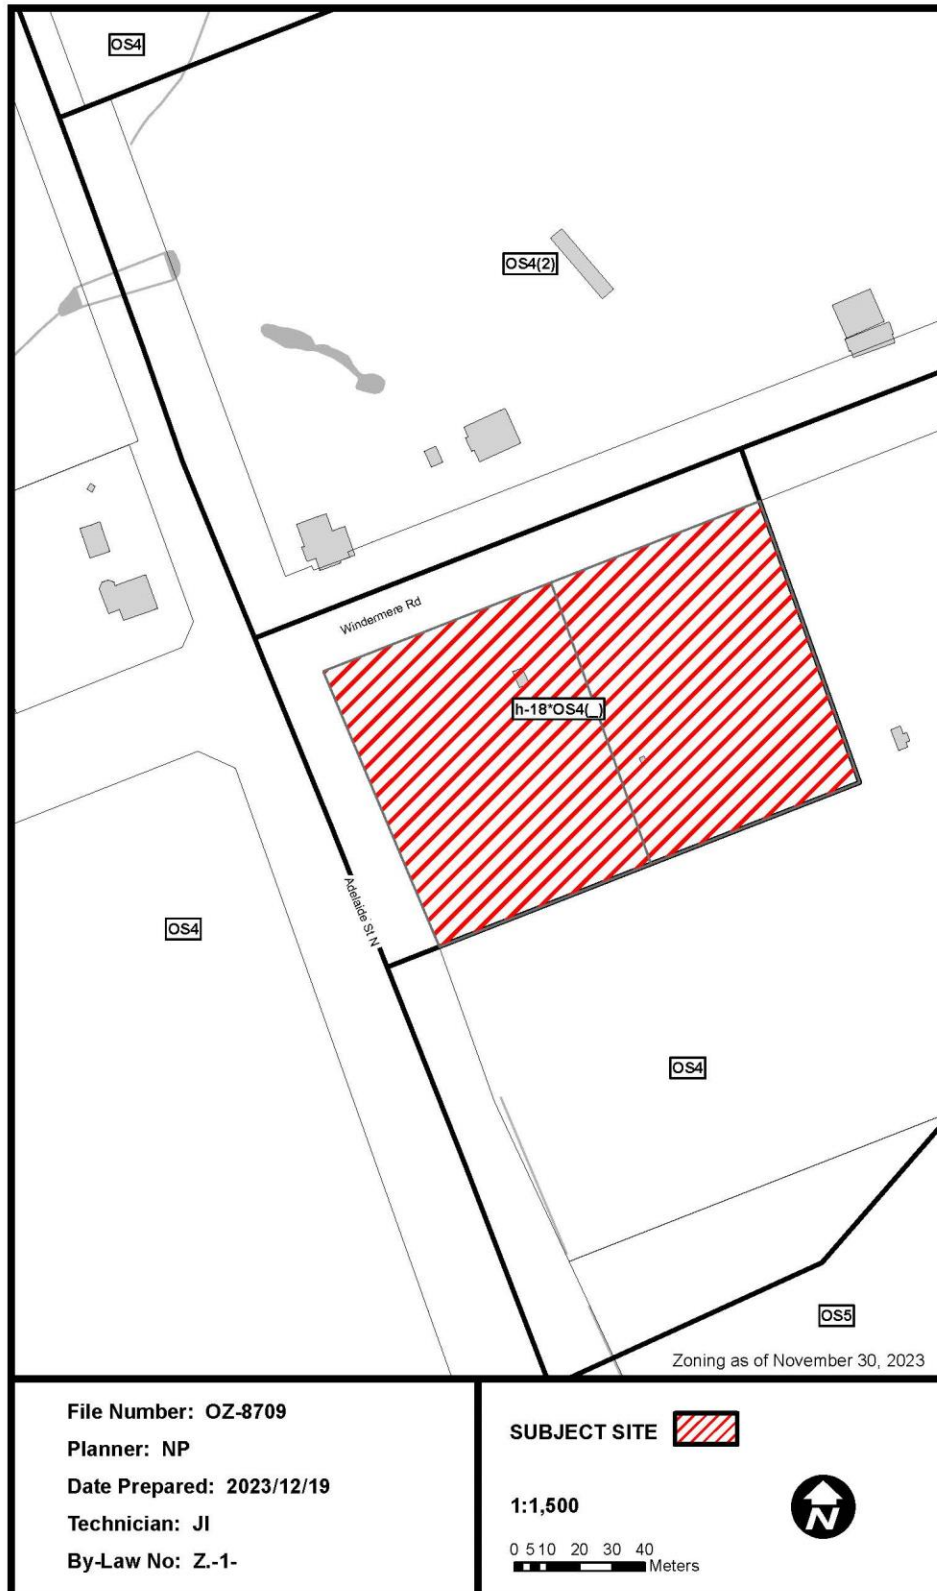 OS4
OS4(2)
Windermere Rd
h-18*OS4(_)
Adelaide St N
OS4
OS4
OS5
Zoning as of November 30, 2023
File Number: OZ-8709
Planner: NP
Date Prepared: 2023/12/19
Technician: JI
By-Law No: Z.-1-
SUBJECT SITE
1:1,500
N
0 5 10 20 30 40
Meters